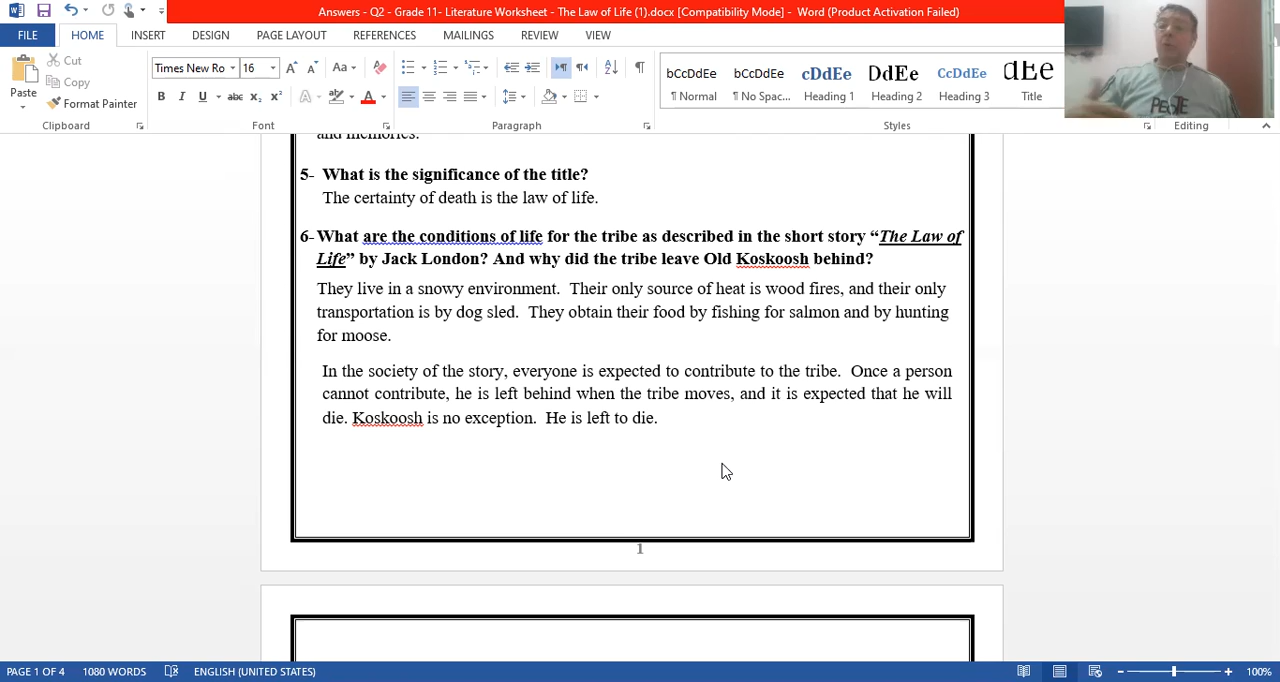 Answers - Q2 - Grade 11- Literature Worksheet - The Law of Life (1).docx [Compatibility Mode] - Word (Product Activation Failed)
FILE HOME INSERT DESIGN PAGE LAYOUT REFERENCES MAILINGS REVIEW VIEW
Paste
Cut
Copy
Format Painter
Clipboard
Times New Ro 16
Font
Paragraph
bCcDdEe bCcDdEe cDdEe DdEe CcDdEe dEe
¶ Normal ¶ No Spac... Heading 1 Heading 2 Heading 3 Title
Styles
Editing
PE
and memories.
5- What is the significance of the title?
The certainty of death is the law of life.
6- What are the conditions of life for the tribe as described in the short story “The Law of
Life” by Jack London? And why did the tribe leave Old Koskoosh behind?
They live in a snowy environment. Their only source of heat is wood fires, and their only
transportation is by dog sled. They obtain their food by fishing for salmon and by hunting
for moose.
In the society of the story, everyone is expected to contribute to the tribe. Once a person
cannot contribute, he is left behind when the tribe moves, and it is expected that he will
die. Koskoosh is no exception. He is left to die.
1
PAGE 1 OF 4 1080 WORDS ENGLISH (UNITED STATES) 100%